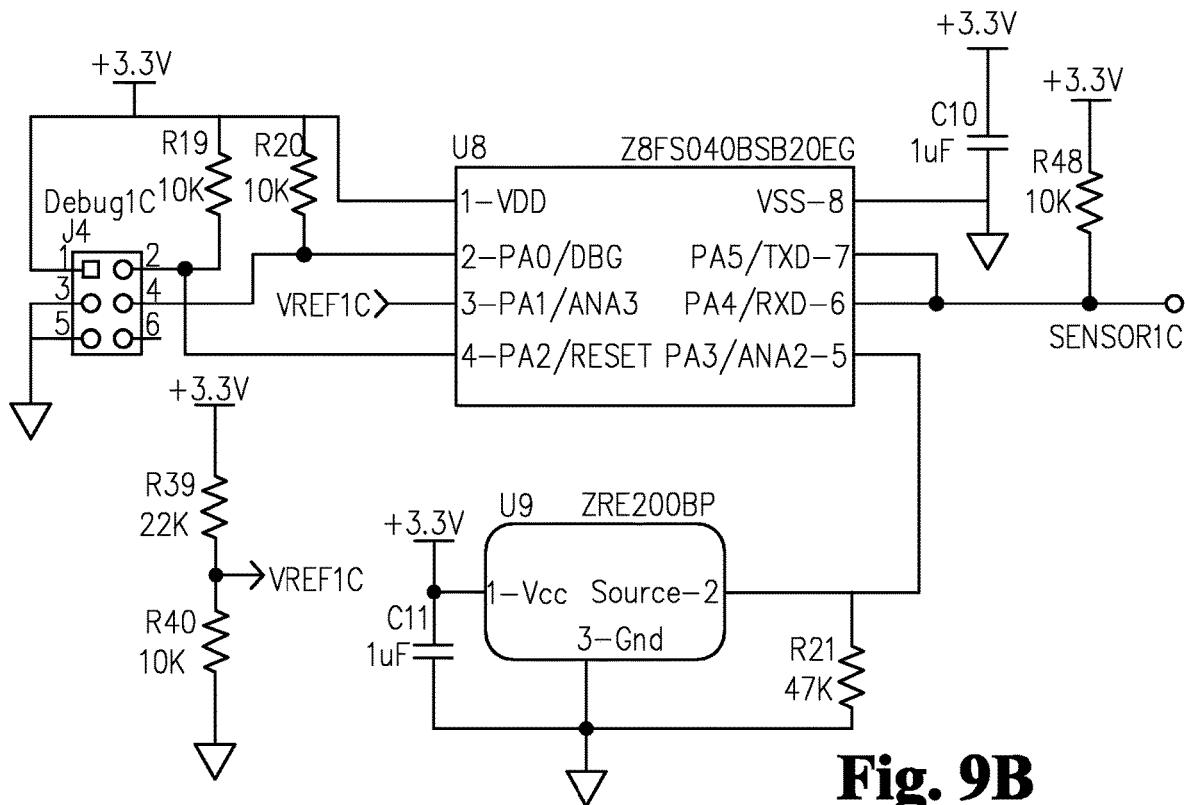 +3.3V
+3.3V
+3.3V
R19
10K
R20
10K
U8
Z8FS040BSB20EG
C10
1uF
R48
10K
Debug1C
J4
1
2
3
4
5
6
1-VDD
VSS-8
2-PA0/DBG
PA5/TXD-7
VREF1C
3-PA1/ANA3
PA4/RXD-6
4-PA2/RESET
PA3/ANA2-5
SENSOR1C
+3.3V
R39
22K
VREF1C
R40
10K
+3.3V
U9
ZRE200BP
1-Vcc
Source-2
3-Gnd
C11
1uF
R21
47K
Fig. 9B